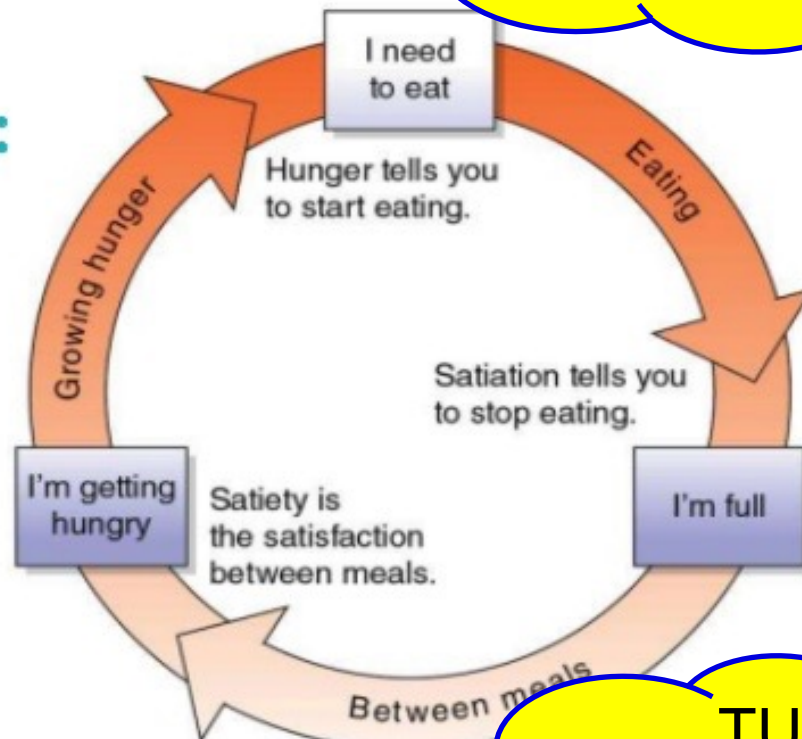 I need
to eat
Hunger tells you
to start eating.
Eating
Growing hunger
Satiation tells you
to stop eating.
I'm getting
hungry
Satiety is
the satisfaction
between meals.
I'm full
Between meals